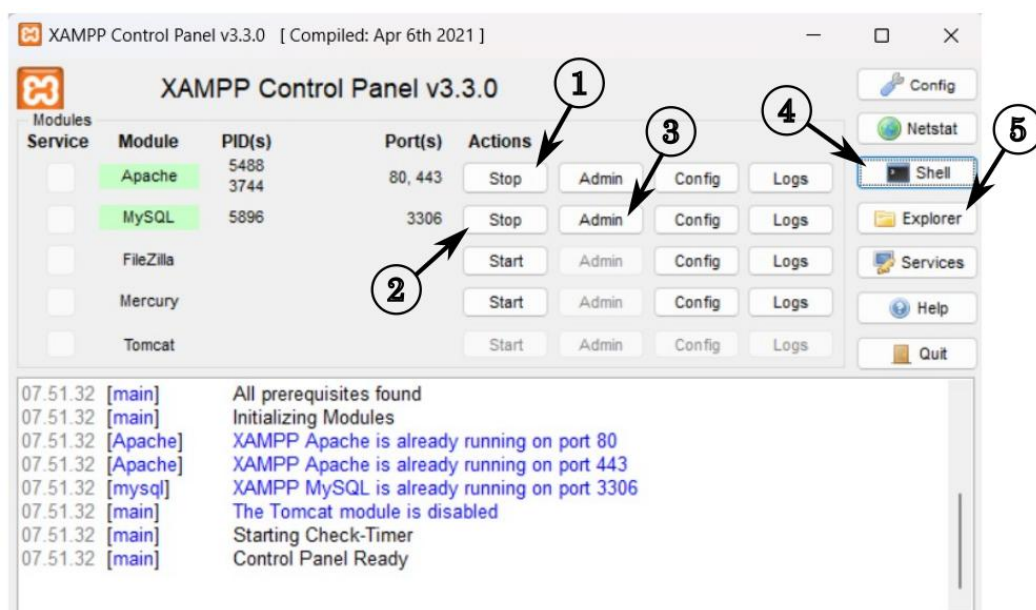 XAMPP Control Panel v3.3.0 [ Compiled: Apr 6th 2021 ]
XAMPP Control Panel v3.3.0
Config
Netstat
Shell
Explorer
Services
Help
Quit
Modules
Service Module PID(s) Port(s) Actions
Apache 5488 3744 80, 443 Stop Admin Config Logs
MySQL 5896 3306 Stop Admin Config Logs
FileZilla Start Admin Config Logs
Mercury Start Admin Config Logs
Tomcat Start Admin Config Logs
1
2
3
4
5
07.51.32 [main] All prerequisites found
07.51.32 [main] Initializing Modules
07.51.32 [Apache] XAMPP Apache is already running on port 80
07.51.32 [Apache] XAMPP Apache is already running on port 443
07.51.32 [mysql] XAMPP MySQL is already running on port 3306
07.51.32 [main] The Tomcat module is disabled
07.51.32 [main] Starting Check-Timer
07.51.32 [main] Control Panel Ready